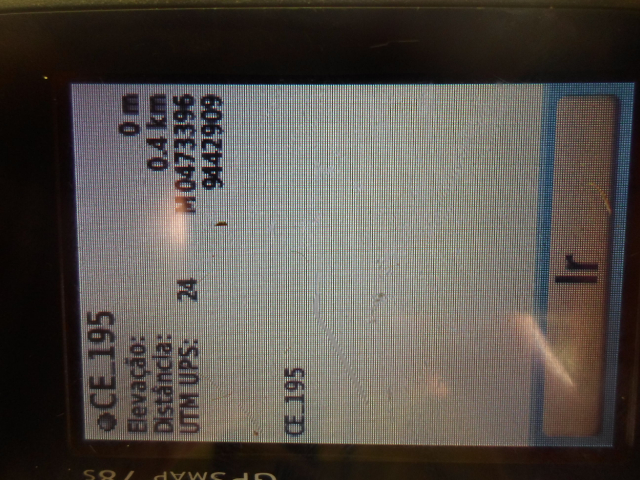 CE_195
Elevação: 0 m
Distância: 0.4 km
UTM UPS: 24 M 0473396
9442909
CE_195
Ir
GPSMAP 78s